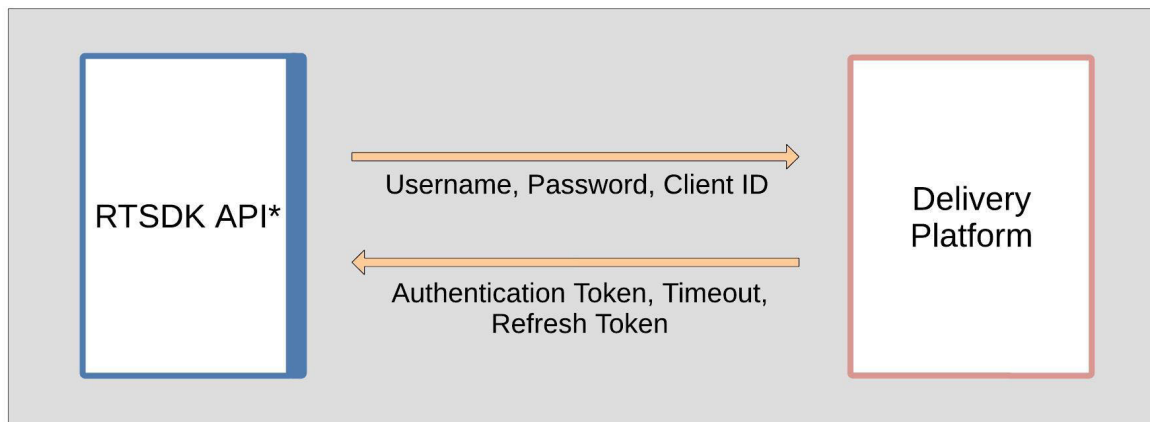 RTSDK API*
Username, Password, Client ID
Authentication Token, Timeout,
Refresh Token
Delivery
Platform